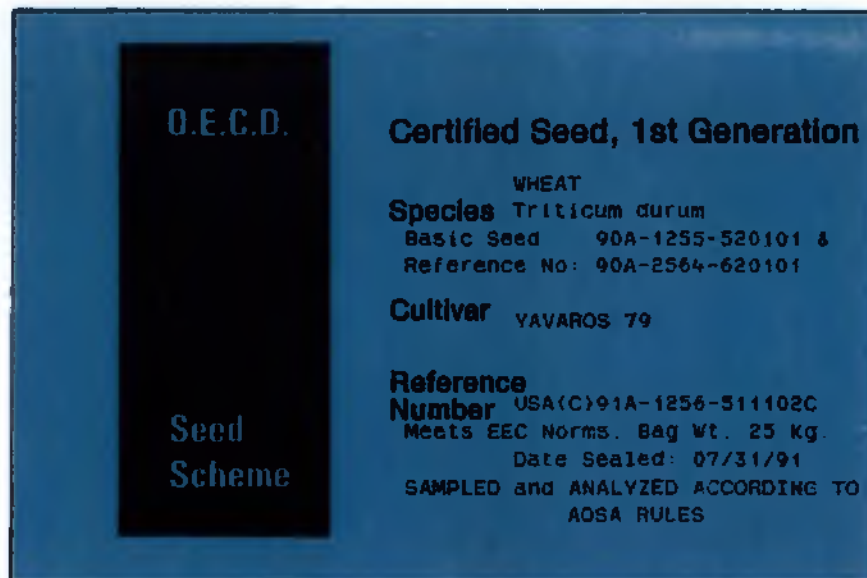 O.E.C.D.
Seed
Scheme
Certified Seed, 1st Generation
WHEAT
Species Triticum durum
Basic Seed 90A-1255-520101 &
Reference No: 90A-2564-620101
Cultivar YAVAROS 79
Reference
Number USA(C)91A-1256-511102C
Meets EEC Norms. Bag Wt. 25 Kg.
Date Sealed: 07/31/91
SAMPLED and ANALYZED ACCORDING TO
AOSA RULES